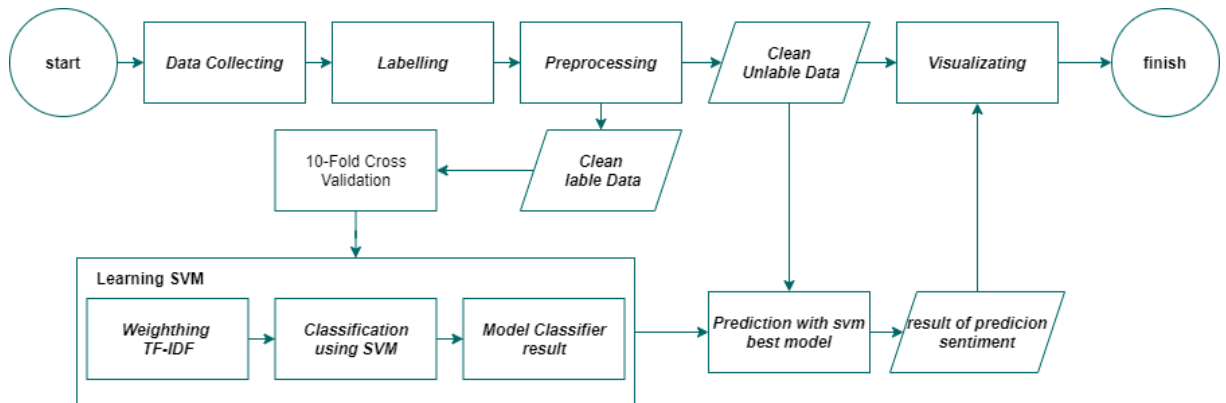 start
Data Collecting
Labelling
Preprocessing
Clean
Unlable Data
Visualizating
finish
10-Fold Cross
Validation
Clean
lable Data
Learning SVM
Weighthing
TF-IDF
Classification
using SVM
Model Classifier
result
Prediction with svm
best model
result of predicion
sentiment